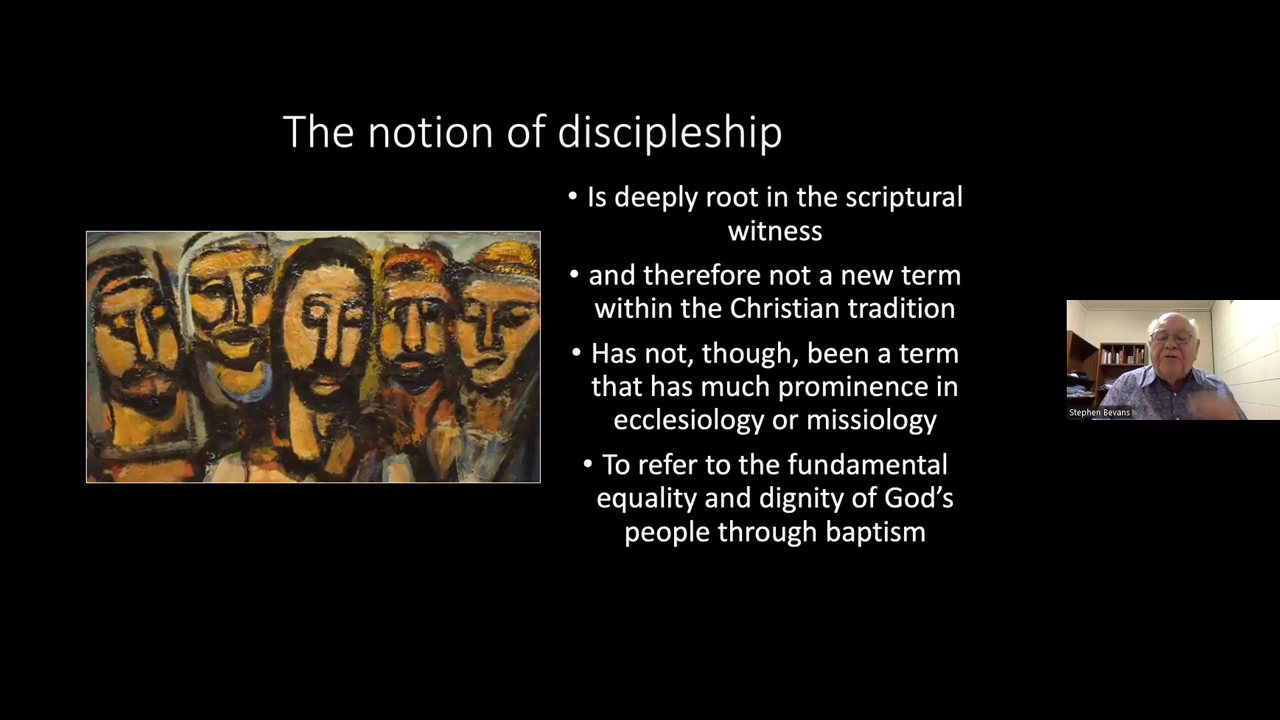 The notion of discipleship
• Is deeply root in the scriptural
witness
• and therefore not a new term
within the Christian tradition
• Has not, though, been a term
that has much prominence in
ecclesiology or missiology
• To refer to the fundamental
equality and dignity of God’s
people through baptism
Stephen Bevans